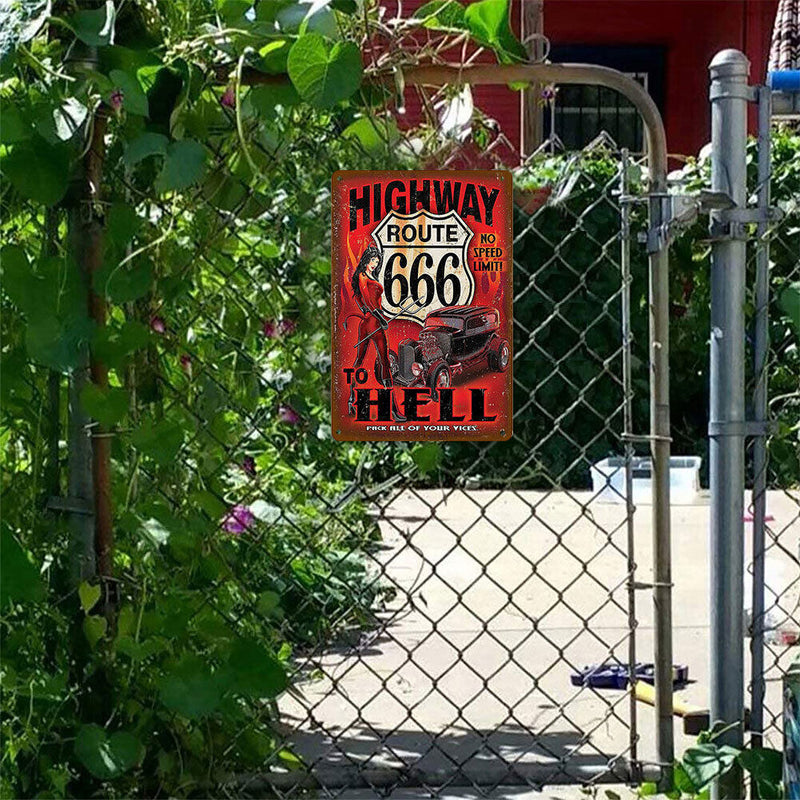 HIGHWAY
ROUTE
666
NO
SPEED
LIMIT!
TO
HELL
PACK ALL OF YOUR VICES...